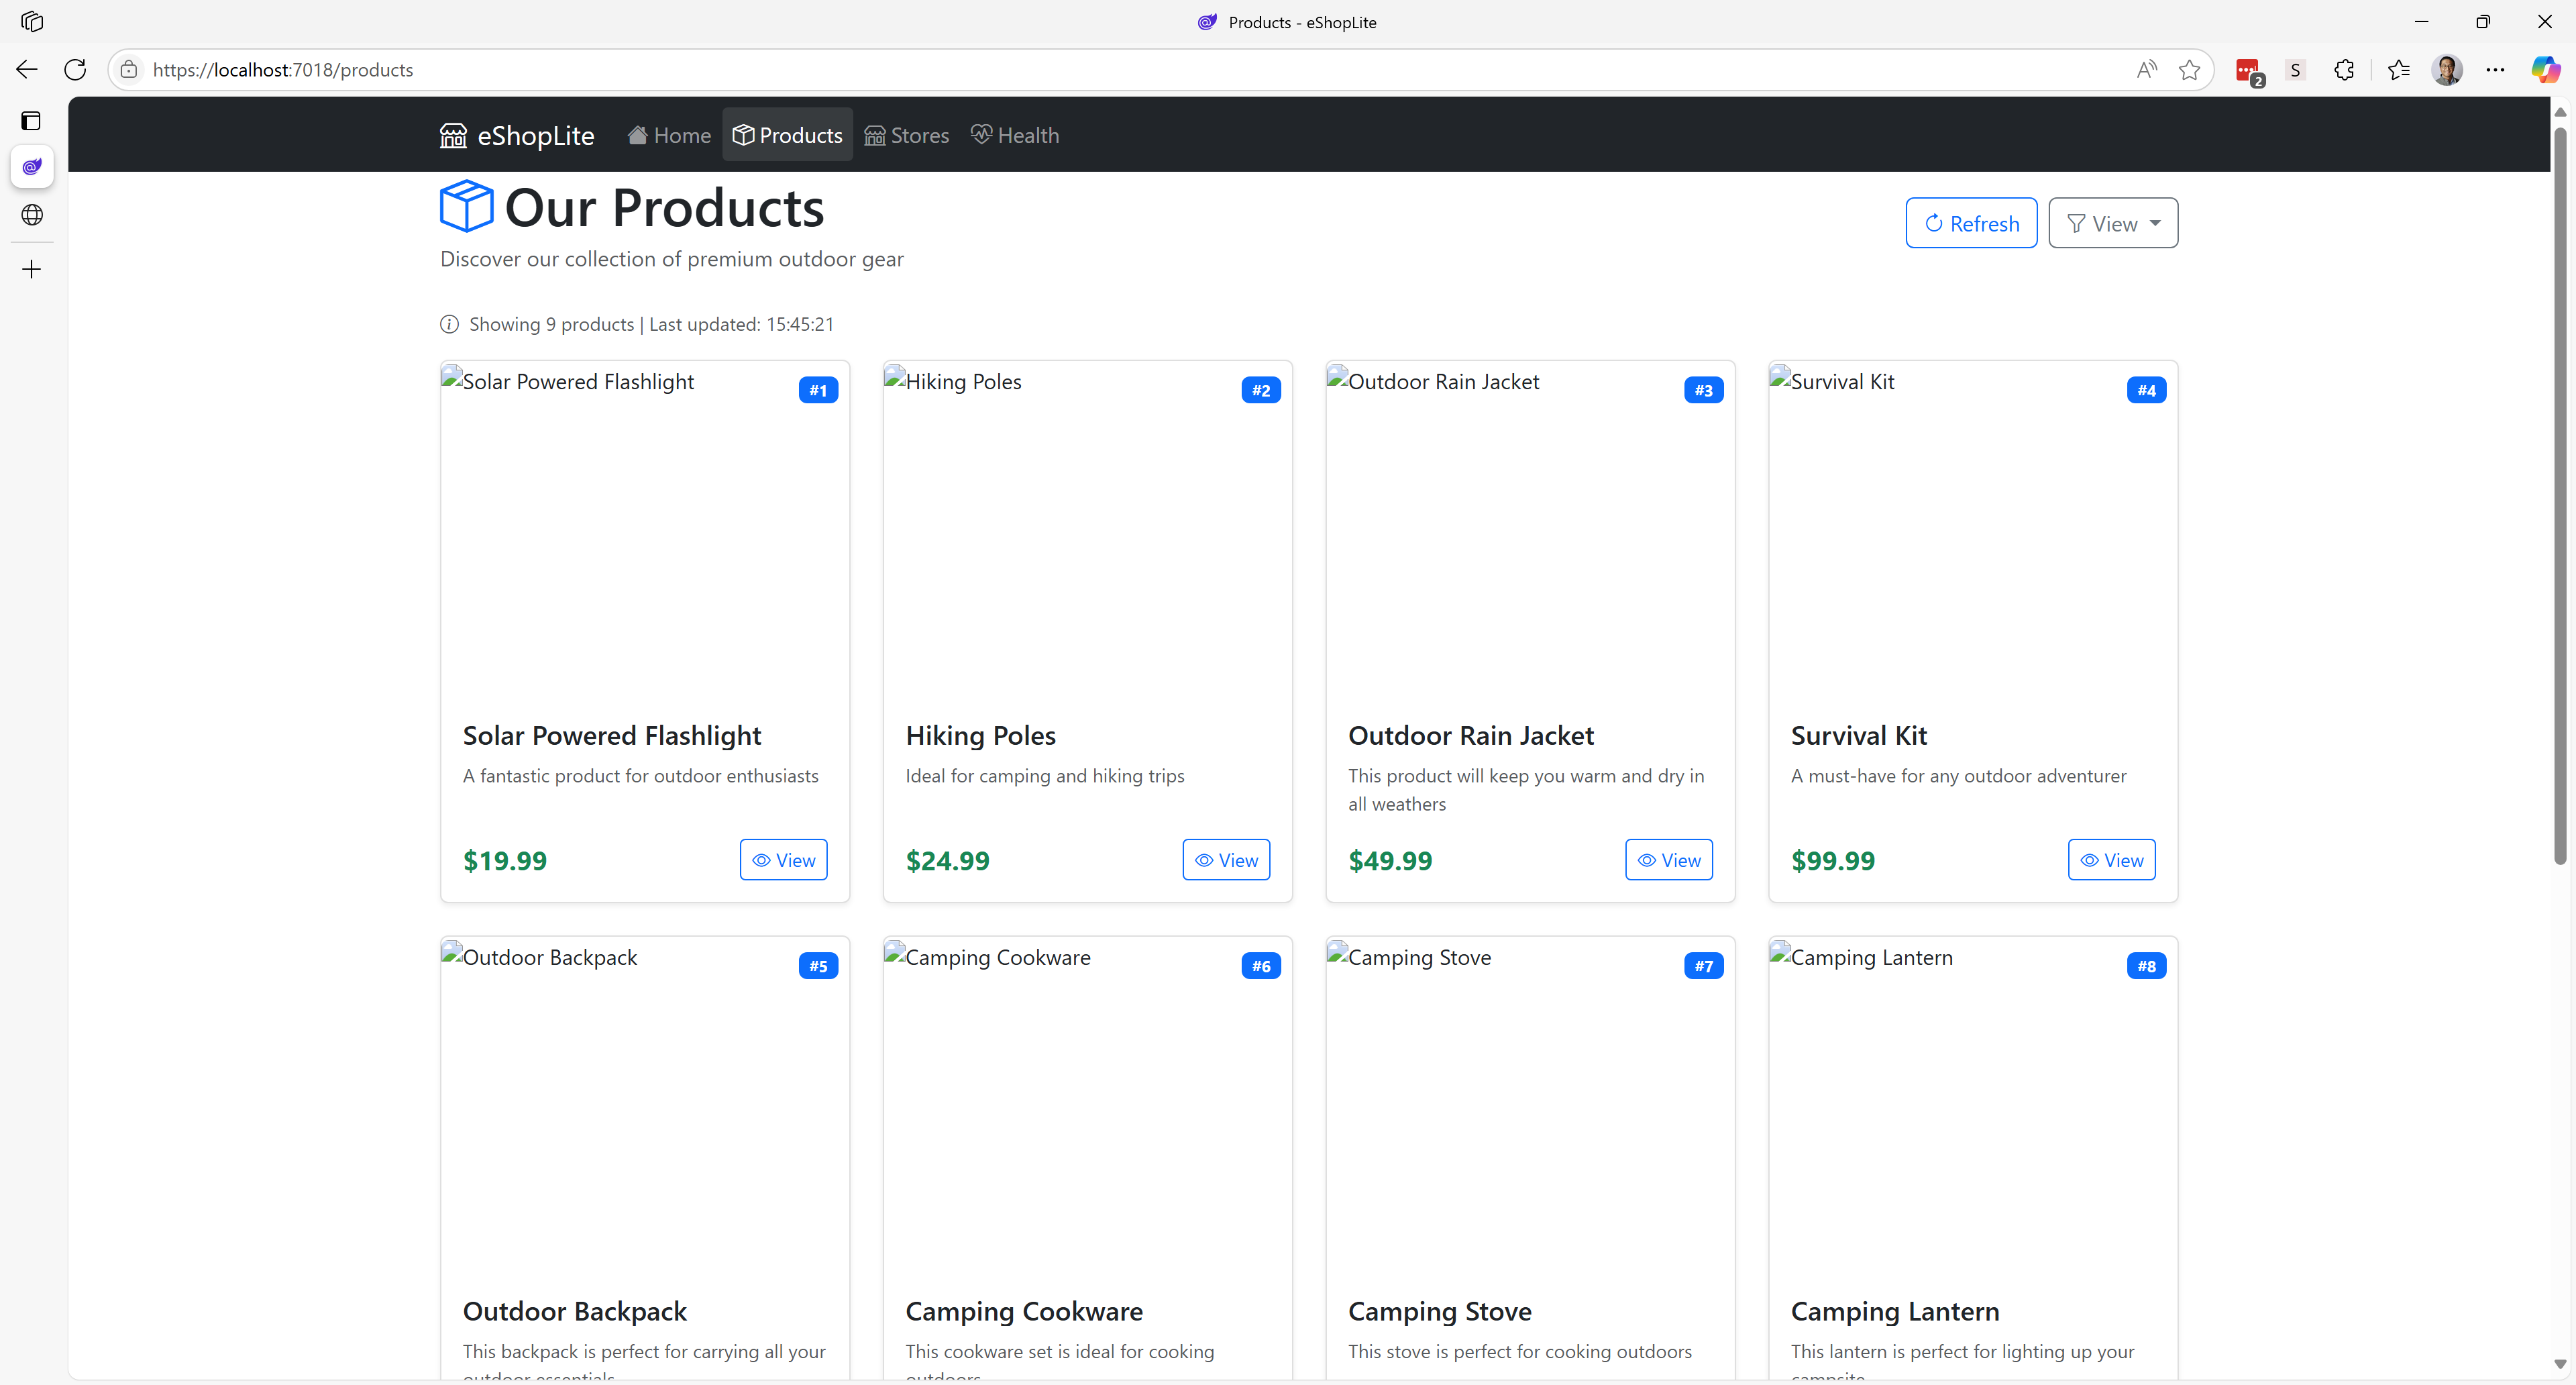 Products - eShopLite
https://localhost:7018/products
2
S
eShopLite Home Products Stores Health
Our Products
Refresh View
Discover our collection of premium outdoor gear
Showing 9 products | Last updated: 15:45:21
Solar Powered Flashlight #1
Hiking Poles #2
Outdoor Rain Jacket #3
Survival Kit #4
Solar Powered Flashlight
A fantastic product for outdoor enthusiasts
$19.99 View
Hiking Poles
Ideal for camping and hiking trips
$24.99 View
Outdoor Rain Jacket
This product will keep you warm and dry in
all weathers
$49.99 View
Survival Kit
A must-have for any outdoor adventurer
$99.99 View
Outdoor Backpack #5
Camping Cookware #6
Camping Stove #7
Camping Lantern #8
Outdoor Backpack
This backpack is perfect for carrying all your
outdoor essentials
Camping Cookware
This cookware set is ideal for cooking
outdoors
Camping Stove
This stove is perfect for cooking outdoors
Camping Lantern
This lantern is perfect for lighting up your
campsite